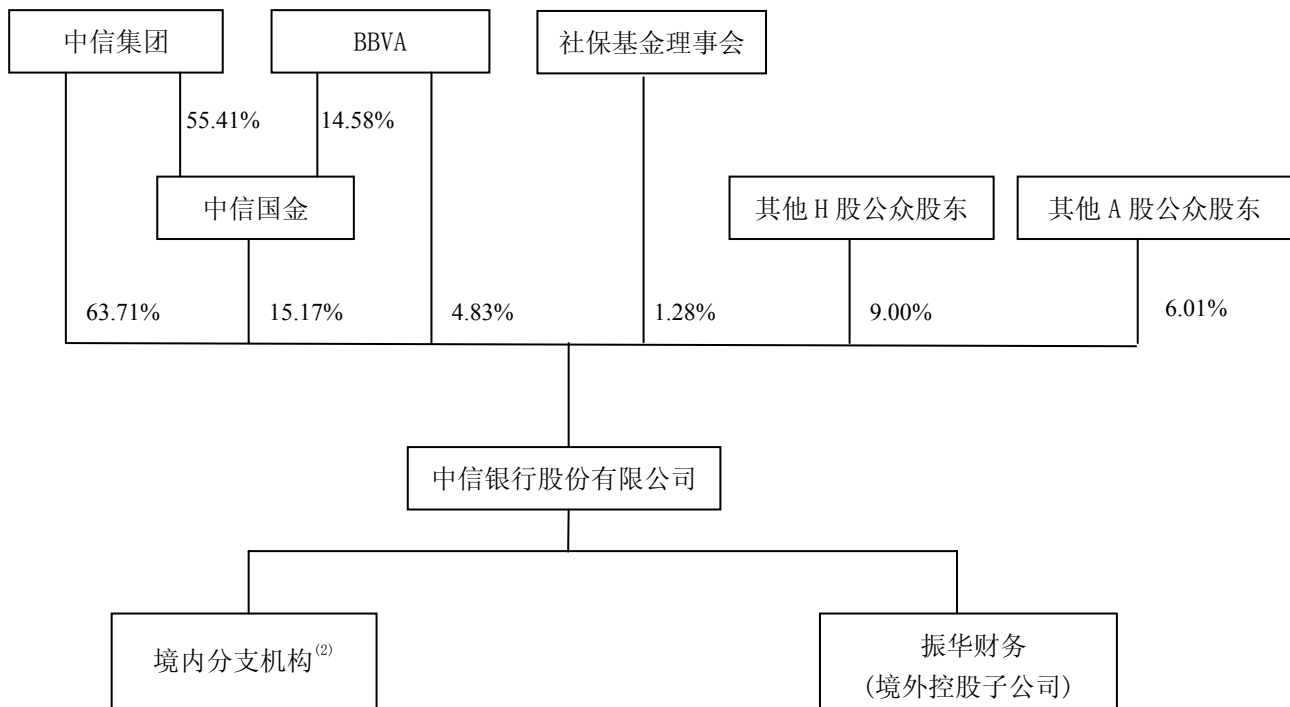 中信集团
BBVA
社保基金理事会
55.41%
14.58%
中信国金
其他 H 股公众股东
其他 A 股公众股东
63.71%
15.17%
4.83%
1.28%
9.00%
6.01%
中信银行股份有限公司
境内分支机构(2)
振华财务
(境外控股子公司)